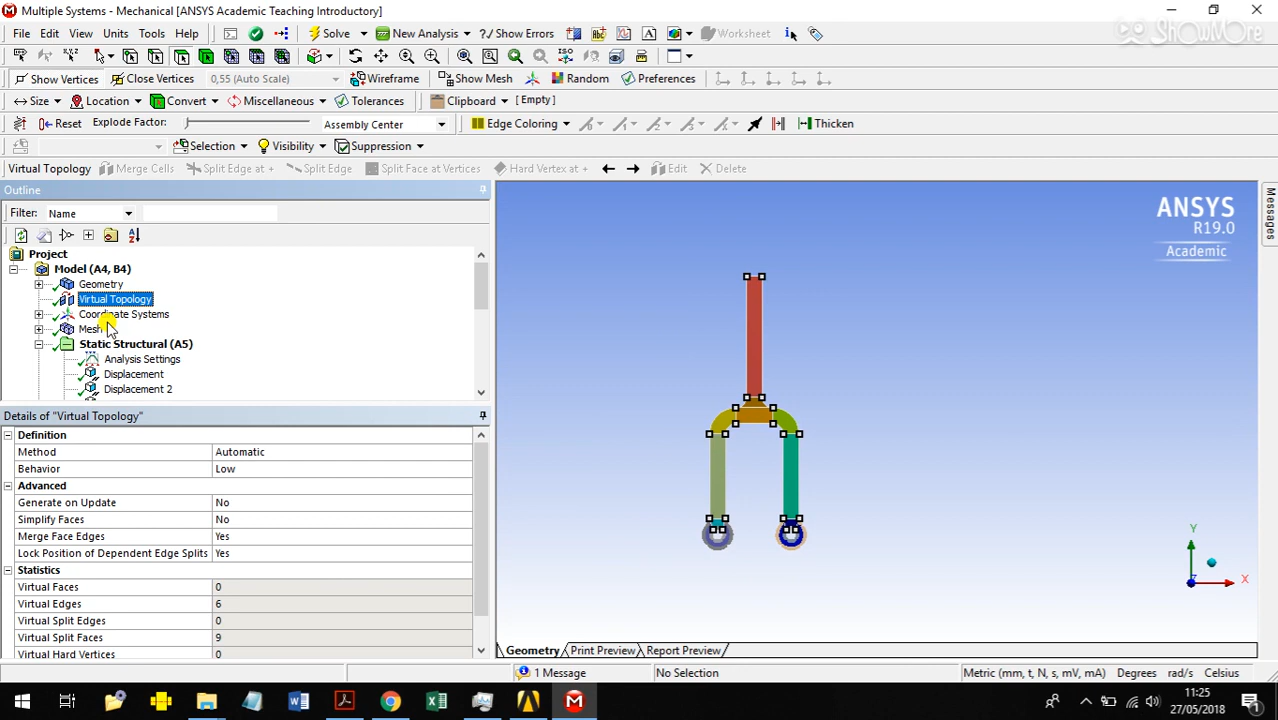 Multiple Systems - Mechanical [ANSYS Academic Teaching Introductory]
File Edit View Units Tools Help Solve New Analysis Show Errors Worksheet
ShowMore
Show Vertices Close Vertices 0,55 (Auto Scale) Wireframe Show Mesh Random Preferences
Size Location Convert Miscellaneous Tolerances Clipboard [ Empty ]
Reset Explode Factor: Assembly Center Edge Coloring Thicken
Selection Visibility Suppression
Virtual Topology Merge Cells Split Edge at + Split Edge Split Face at Vertices Hard Vertex at + Edit Delete
Outline
Filter: Name
Project
Model (A4, B4)
Geometry
Virtual Topology
Coordinate Systems
Mesh
Static Structural (A5)
Analysis Settings
Displacement
Displacement 2
Details of "Virtual Topology"
Definition
Method Automatic
Behavior Low
Advanced
Generate on Update No
Simplify Faces No
Merge Face Edges Yes
Lock Position of Dependent Edge Splits Yes
Statistics
Virtual Faces 0
Virtual Edges 6
Virtual Split Edges 0
Virtual Split Faces 9
Virtual Hard Vertices 0
ANSYS
R19.0
Academic
Messages
Y
X
Geometry Print Preview Report Preview
1 Message No Selection Metric (mm, t, N, s, mV, mA) Degrees rad/s Celsius
11:25
27/05/2018